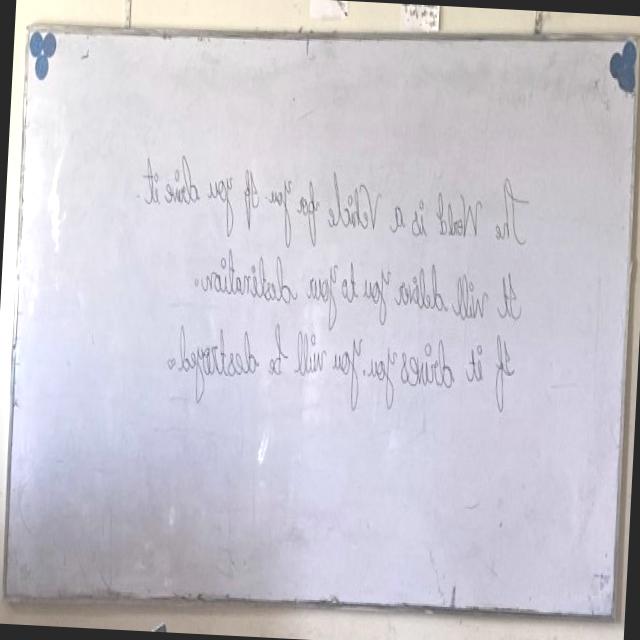 The World is a Vehicle for you If you drive it.
It will deliver you to your destination.
If it drives you, you will be destroyed.